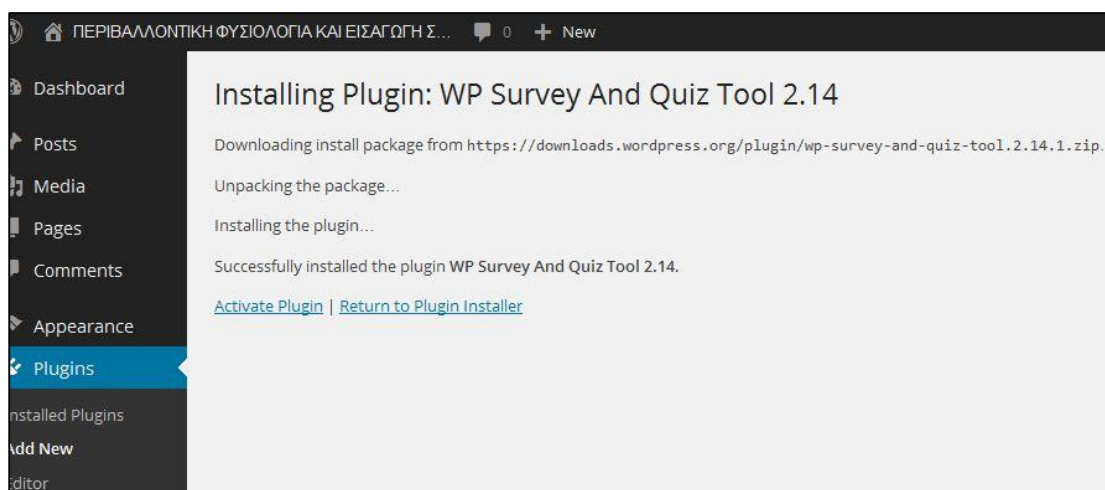 ΠΕΡΙΒΑΛΛΟΝΤΙΚΗ ΦΥΣΙΟΛΟΓΙΑ ΚΑΙ ΕΙΣΑΓΩΓΗ Σ... 0 + New
Dashboard
Posts
Media
Pages
Comments
Appearance
Plugins
Installed Plugins
Add New
Editor
Installing Plugin: WP Survey And Quiz Tool 2.14
Downloading install package from https://downloads.wordpress.org/plugin/wp-survey-and-quiz-tool.2.14.1.zip.
Unpacking the package...
Installing the plugin...
Successfully installed the plugin WP Survey And Quiz Tool 2.14.
Activate Plugin | Return to Plugin Installer